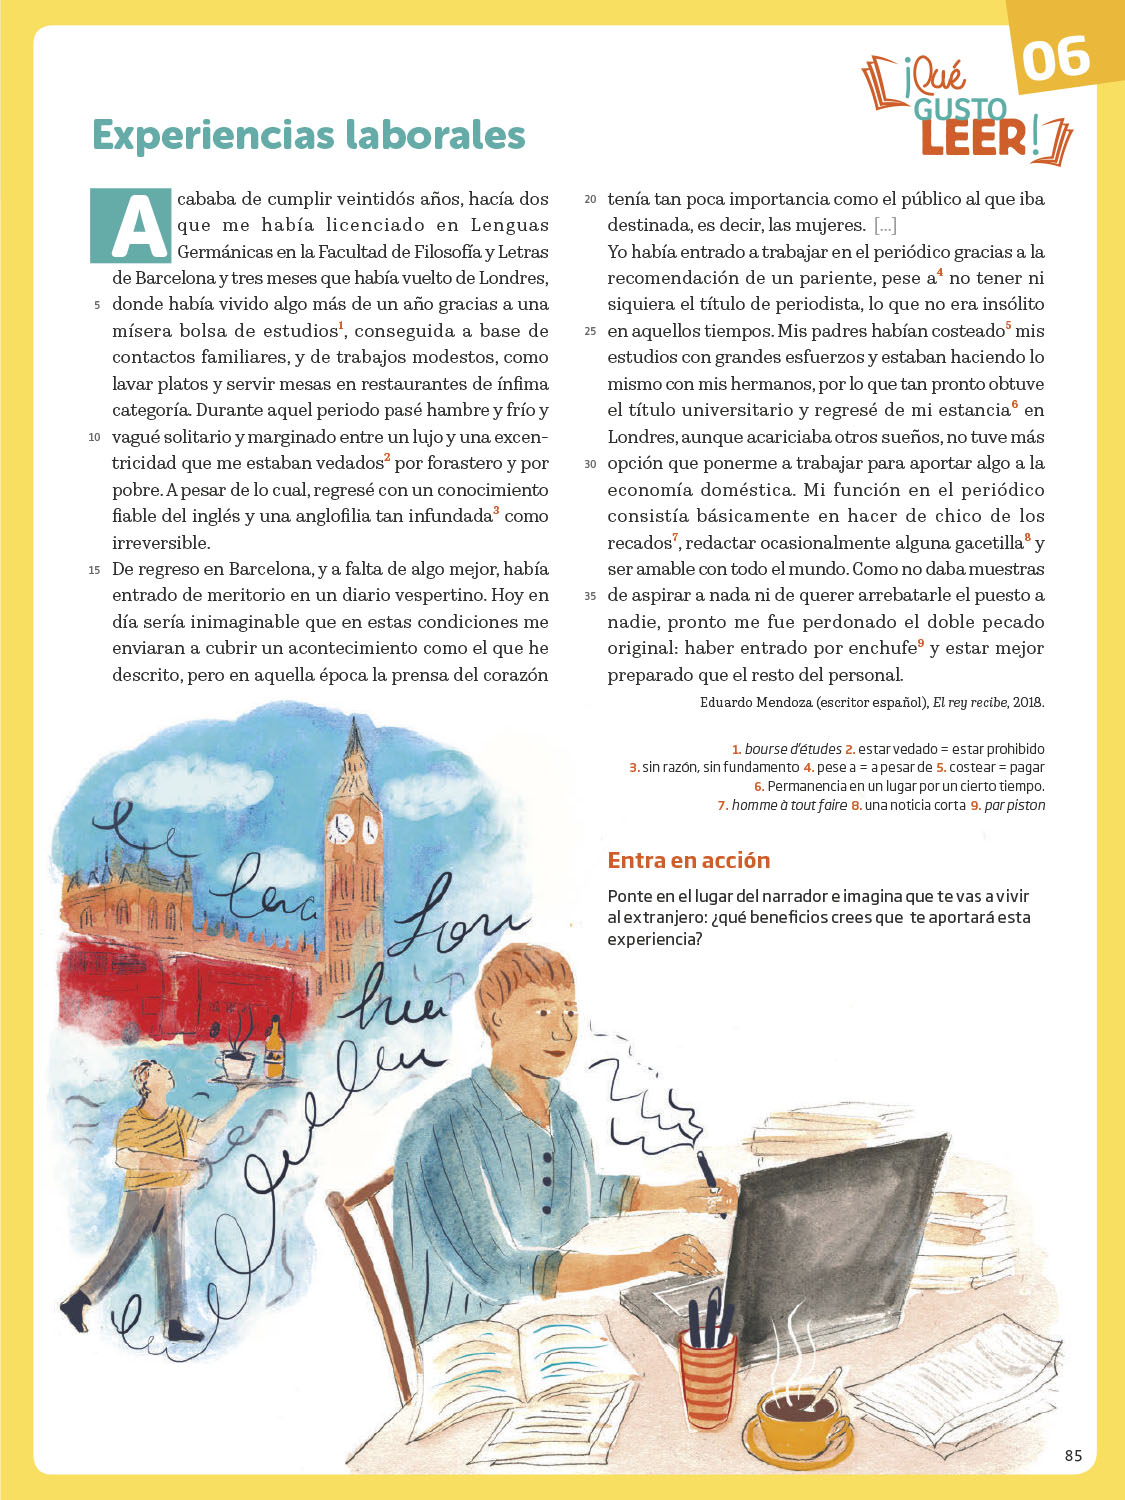 06
¡Qué
GUSTO
LEER!
Experiencias laborales
Acababa de cumplir veintidós años, hacía dos
que me había licenciado en Lenguas
Germánicas en la Facultad de Filosofía y Letras
de Barcelona y tres meses que había vuelto de Londres,
5 donde había vivido algo más de un año gracias a una
mísera bolsa de estudios1, conseguida a base de
contactos familiares, y de trabajos modestos, como
lavar platos y servir mesas en restaurantes de ínfima
categoría. Durante aquel periodo pasé hambre y frío y
10 vagué solitario y marginado entre un lujo y una excen-
tricidad que me estaban vedados2 por forastero y por
pobre. A pesar de lo cual, regresé con un conocimiento
fiable del inglés y una anglofilia tan infundada3 como
irreversible.
15 De regreso en Barcelona, y a falta de algo mejor, había
entrado de meritorio en un diario vespertino. Hoy en
día sería inimaginable que en estas condiciones me
enviaran a cubrir un acontecimiento como el que he
descrito, pero en aquella época la prensa del corazón
20 tenía tan poca importancia como el público al que iba
destinada, es decir, las mujeres. [...]
Yo había entrado a trabajar en el periódico gracias a la
recomendación de un pariente, pese a4 no tener ni
siquiera el título de periodista, lo que no era insólito
25 en aquellos tiempos. Mis padres habían costeado5 mis
estudios con grandes esfuerzos y estaban haciendo lo
mismo con mis hermanos, por lo que tan pronto obtuve
el título universitario y regresé de mi estancia6 en
Londres, aunque acariciaba otros sueños, no tuve más
30 opción que ponerme a trabajar para aportar algo a la
economía doméstica. Mi función en el periódico
consistía básicamente en hacer de chico de los
recados7, redactar ocasionalmente alguna gacetilla8 y
ser amable con todo el mundo. Como no daba muestras
35 de aspirar a nada ni de querer arrebatarle el puesto a
nadie, pronto me fue perdonado el doble pecado
original: haber entrado por enchufe9 y estar mejor
preparado que el resto del personal.
Eduardo Mendoza (escritor español), El rey recibe, 2018.
1. bourse d'études 2. estar vedado = estar prohibido
3. sin razón, sin fundamento 4. pese a = a pesar de 5. costear = pagar
6. Permanencia en un lugar por un cierto tiempo.
7. homme à tout faire 8. una noticia corta 9. par piston
Entra en acción
Ponte en el lugar del narrador e imagina que te vas a vivir
al extranjero: ¿qué beneficios crees que te aportará esta
experiencia?
85